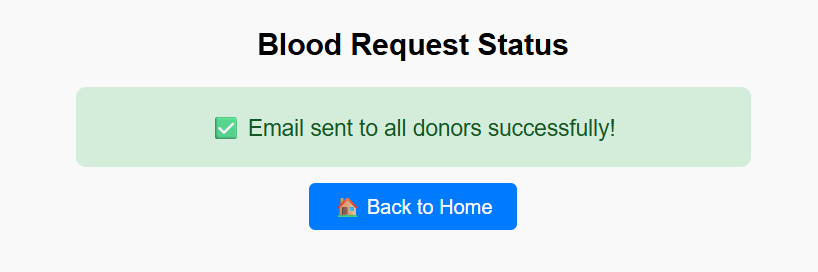 Blood Request Status
✅ Email sent to all donors successfully!
🏠 Back to Home